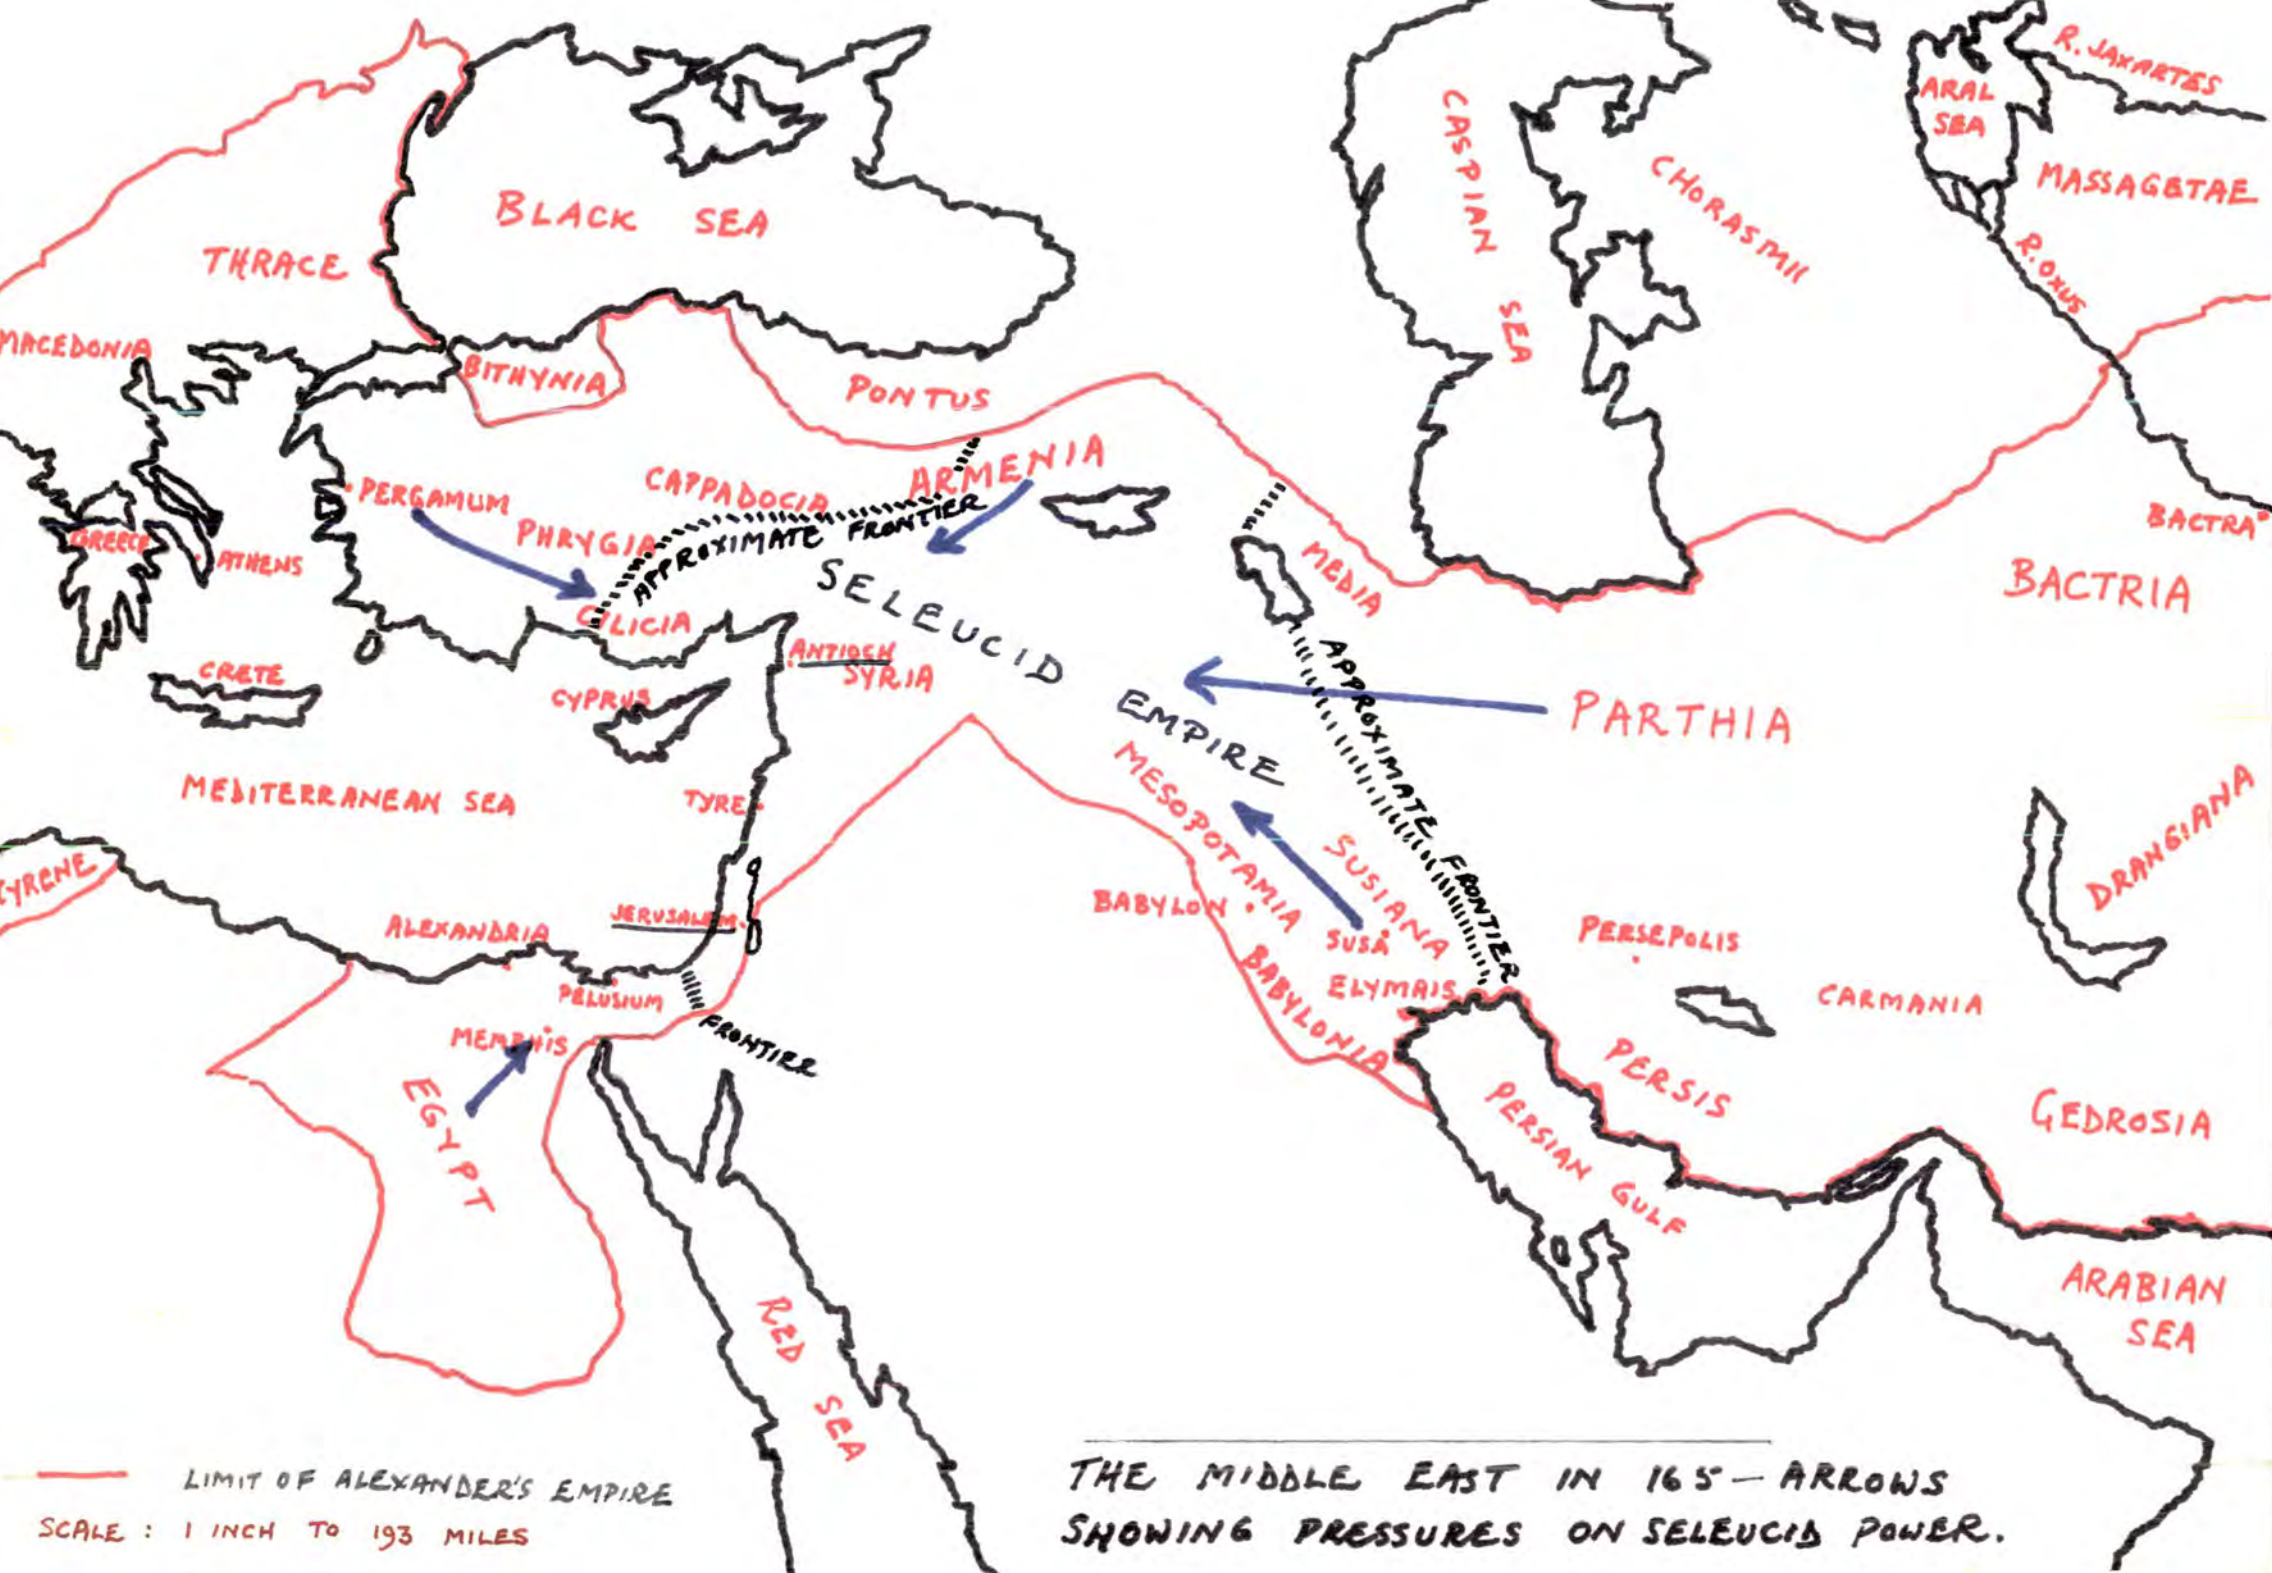 R. JAXARTES
ARAL
SEA
MASSAGETAE
CASPIAN SEA
CHORASMII
R. OXUS
BLACK SEA
THRACE
MACEDONIA
BITHYNIA
PONTUS
ARMENIA
CAPPADOCIA
PERGAMUM
PHRYGIA
APPROXIMATE FRONTIER
GREECE
ATHENS
CILICIA
BACTRA
BACTRIA
MEDIA
SELEUCID EMPIRE
ANTIOCH
SYRIA
CRETE
CYPRUS
APPROXIMATE FRONTIER
PARTHIA
MEDITERRANEAN SEA
TYRE
MESOPOTAMIA
SUSIANA
DRANGIANA
CYRENE
ALEXANDRIA
JERUSALEM
BABYLON
SUSA
PERSEPOLIS
ELYMAIS
PELUSIUM
BABYLONIA
CARMANIA
MEMPHIS
FRONTIER
PERSIS
EGYPT
PERSIAN GULF
GEDROSIA
ARABIAN
SEA
RED SEA
LIMIT OF ALEXANDER'S EMPIRE
SCALE : 1 INCH TO 193 MILES
THE MIDDLE EAST IN 165 — ARROWS
SHOWING PRESSURES ON SELEUCID POWER.